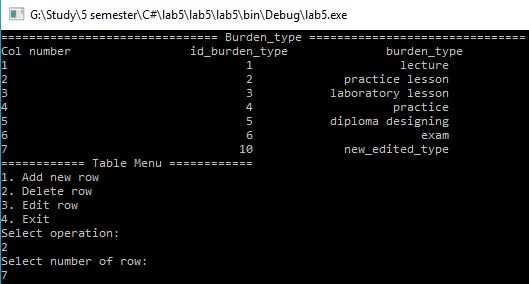 G:\Study\5 semester\C#\lab5\lab5\lab5\bin\Debug\lab5.exe
=============================== Burden_type ===============================
Col number id_burden_type burden_type
1 1 lecture
2 2 practice lesson
3 3 laboratory lesson
4 4 practice
5 5 diploma designing
6 6 exam
7 10 new_edited_type
============ Table Menu ============
1. Add new row
2. Delete row
3. Edit row
4. Exit
Select operation:
2
Select number of row:
7